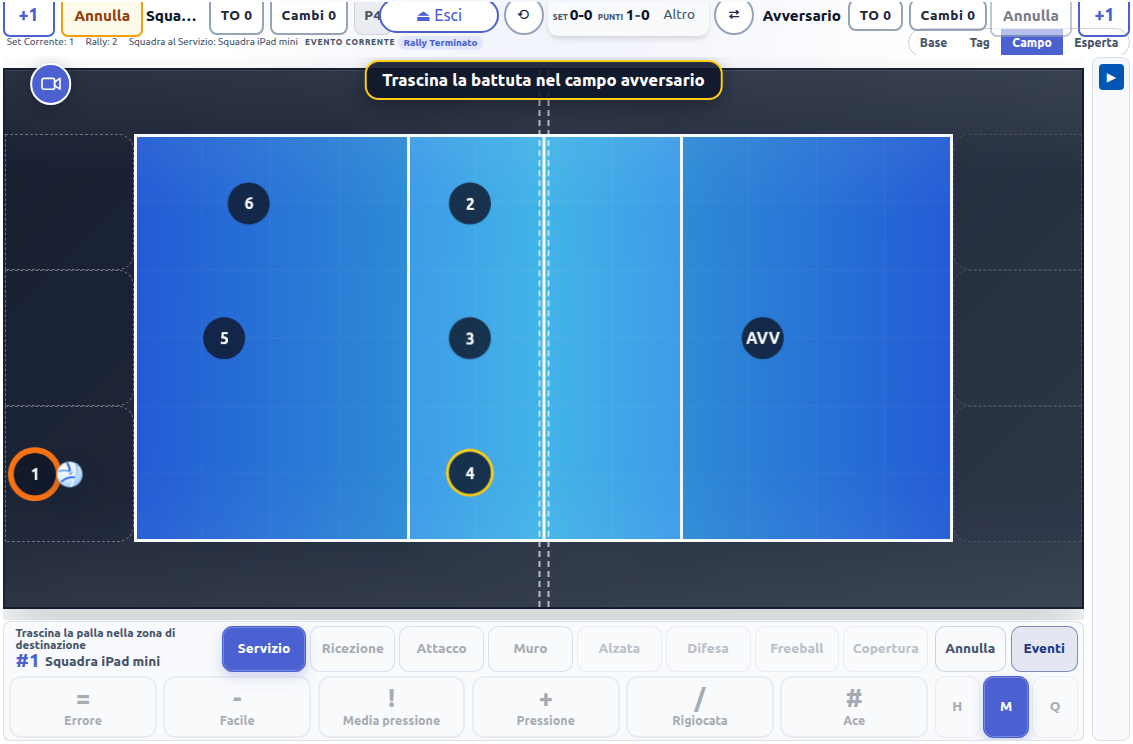 +1 Annulla Squa... TO 0 Cambi 0 P4 ⏏ Esci ⟲ SET 0-0 PUNTI 1-0 Altro ⇄ Avversario TO 0 Cambi 0 Annulla +1
Set Corrente: 1 Rally: 2 Squadra al Servizio: Squadra iPad mini EVENTO CORRENTE Rally Terminato Base Tag Campo Esperta
Trascina la battuta nel campo avversario
6 2
5 3 AVV
1 4
Trascina la palla nella zona di
destinazione
#1 Squadra iPad mini
Servizio Ricezione Attacco Muro Alzata Difesa Freeball Copertura Annulla Eventi
= - ! + / #
Errore Facile Media pressione Pressione Rigiocata Ace H M Q